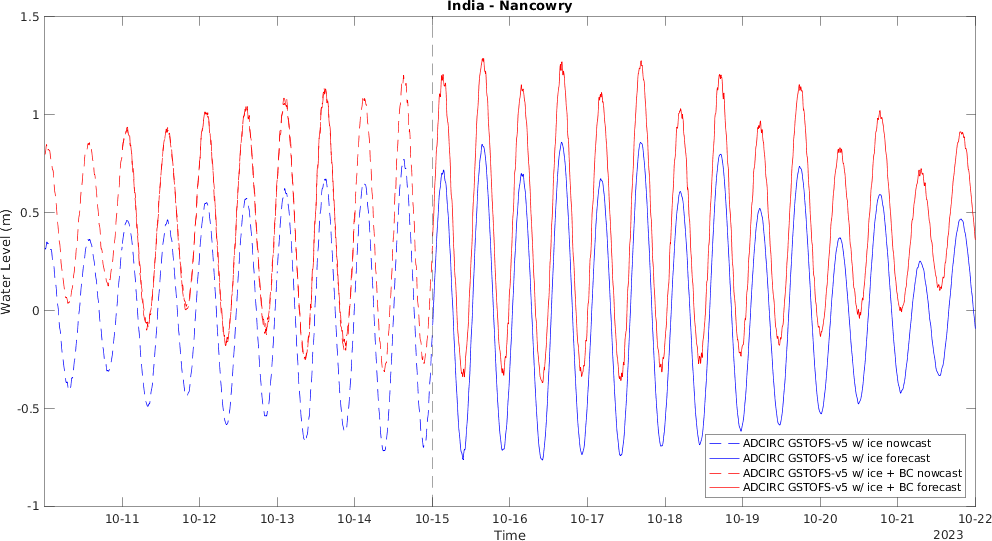 India - Nancowry
1.5
1
0.5
0
-0.5
-1
Water Level (m)
10-11 10-12 10-13 10-14 10-15 10-16 10-17 10-18 10-19 10-20 10-21 10-22
Time
2023
ADCIRC GSTOFS-v5 w/ ice nowcast
ADCIRC GSTOFS-v5 w/ ice forecast
ADCIRC GSTOFS-v5 w/ ice + BC nowcast
ADCIRC GSTOFS-v5 w/ ice + BC forecast